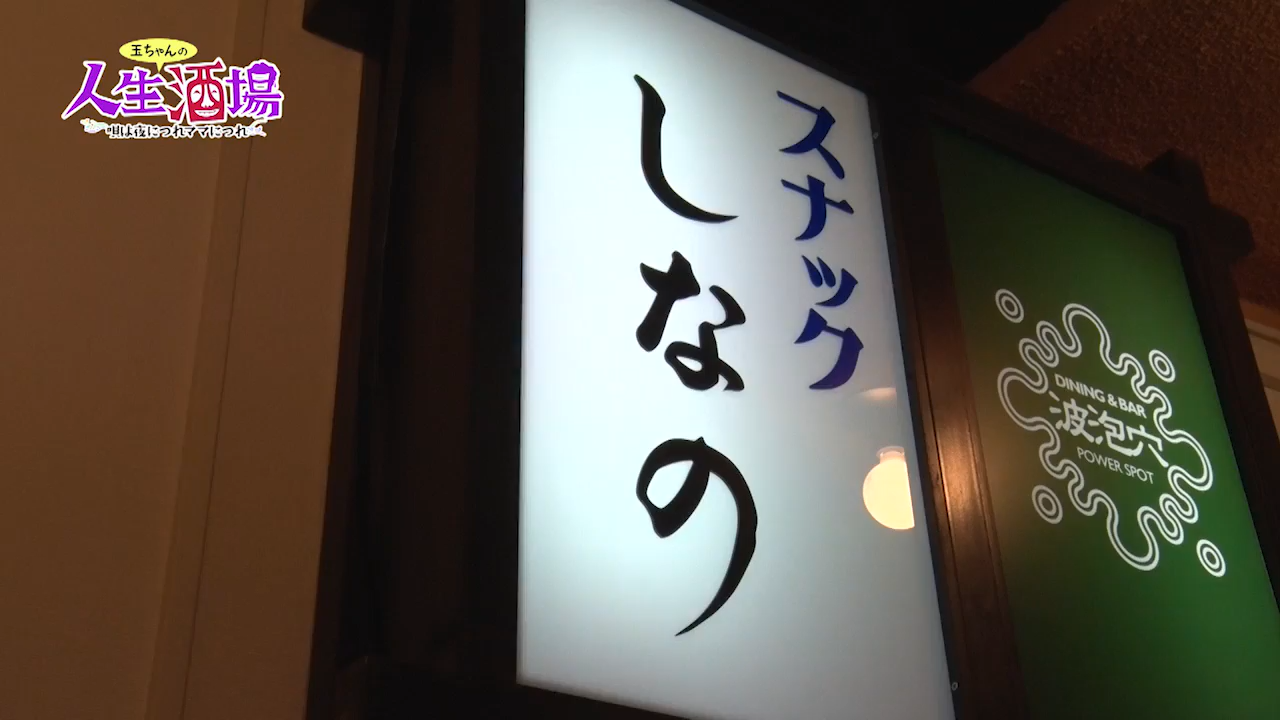 玉ちゃんの
人生酒場
唄は夜につれママにつれ
スナック
しなの
DINING & BAR
波泡穴
POWER SPOT